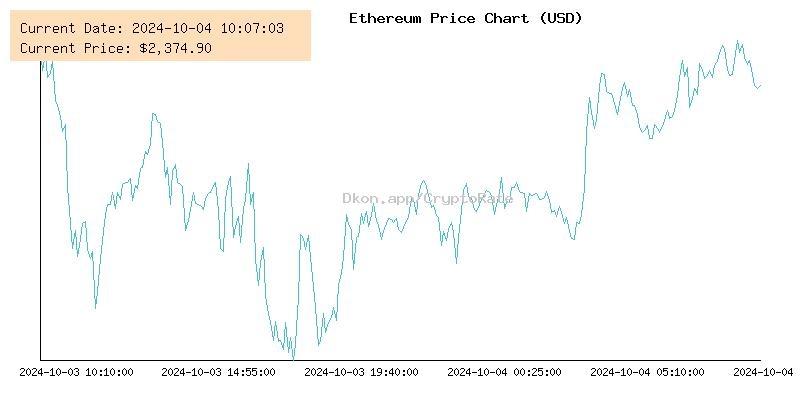 Ethereum Price Chart (USD)
Current Date: 2024-10-04 10:07:03
Current Price: $2,374.90
Dkon.app/CryptoRate
2024-10-03 10:10:00 2024-10-03 14:55:00 2024-10-03 19:40:00 2024-10-04 00:25:00 2024-10-04 05:10:00 2024-10-04